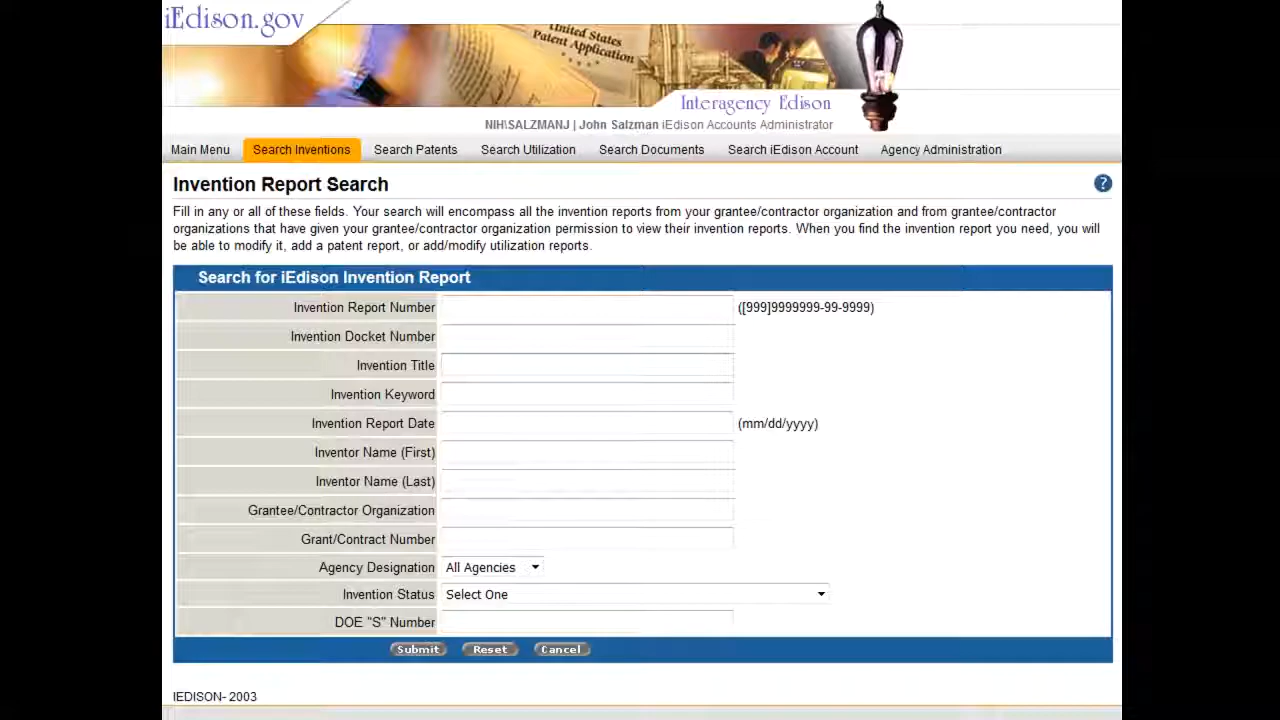 iEdison.gov
United States
Patent Application
Interagency Edison
NIH\SALZMANJ | John Salzman iEdison Accounts Administrator
Main Menu Search Inventions Search Patents Search Utilization Search Documents Search iEdison Account Agency Administration
Invention Report Search
?
Fill in any or all of these fields. Your search will encompass all the invention reports from your grantee/contractor organization and from grantee/contractor
organizations that have given your grantee/contractor organization permission to view their invention reports. When you find the invention report you need, you will
be able to modify it, add a patent report, or add/modify utilization reports.
Search for iEdison Invention Report
Invention Report Number ([999]9999999-99-9999)
Invention Docket Number
Invention Title
Invention Keyword
Invention Report Date (mm/dd/yyyy)
Inventor Name (First)
Inventor Name (Last)
Grantee/Contractor Organization
Grant/Contract Number
Agency Designation All Agencies
Invention Status Select One
DOE "S" Number
Submit Reset Cancel
IEDISON- 2003